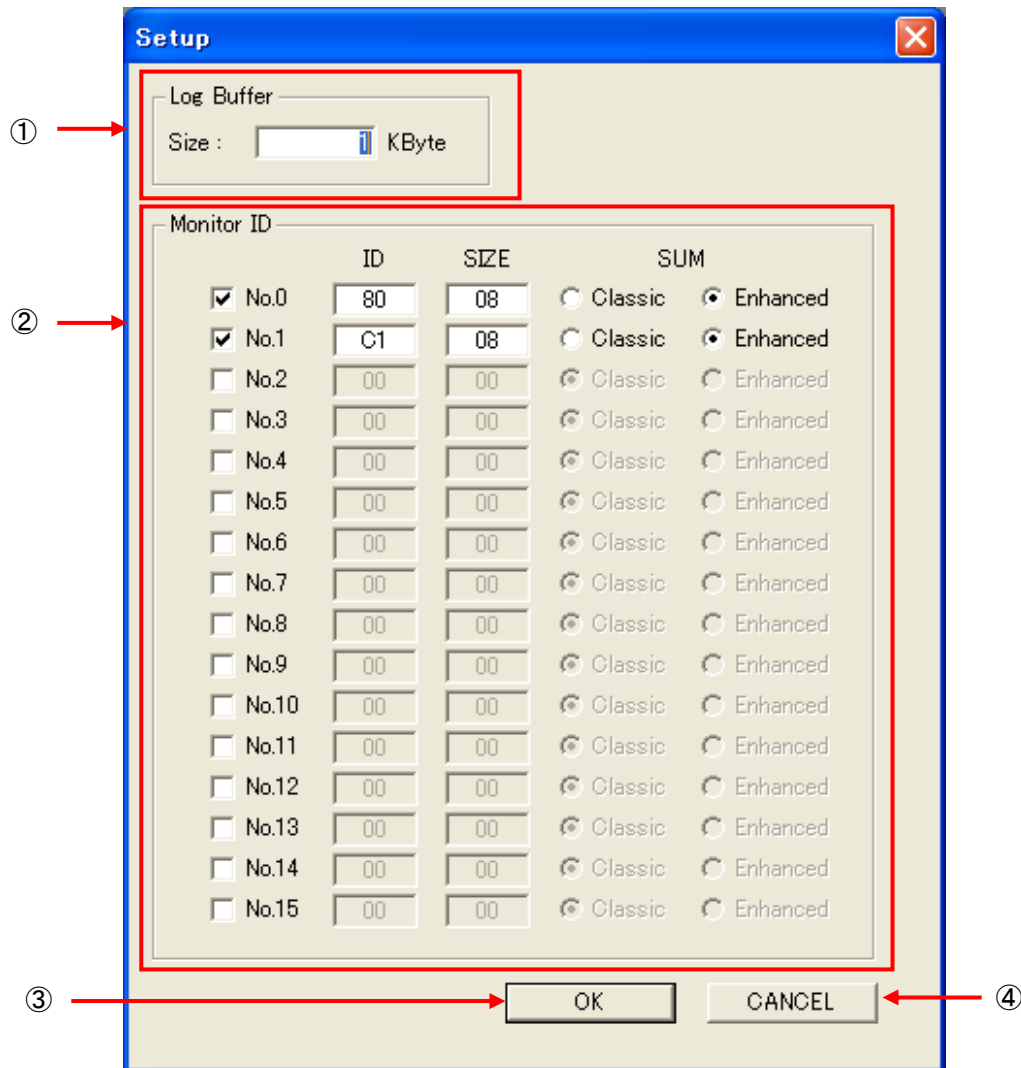 Setup
Log Buffer
① Size : 1 KByte
Monitor ID
ID SIZE SUM
No.0 80 08 Classic Enhanced
② No.1 C1 08 Classic Enhanced
No.2 00 00 Classic Enhanced
No.3 00 00 Classic Enhanced
No.4 00 00 Classic Enhanced
No.5 00 00 Classic Enhanced
No.6 00 00 Classic Enhanced
No.7 00 00 Classic Enhanced
No.8 00 00 Classic Enhanced
No.9 00 00 Classic Enhanced
No.10 00 00 Classic Enhanced
No.11 00 00 Classic Enhanced
No.12 00 00 Classic Enhanced
No.13 00 00 Classic Enhanced
No.14 00 00 Classic Enhanced
No.15 00 00 Classic Enhanced
③ OK CANCEL ④